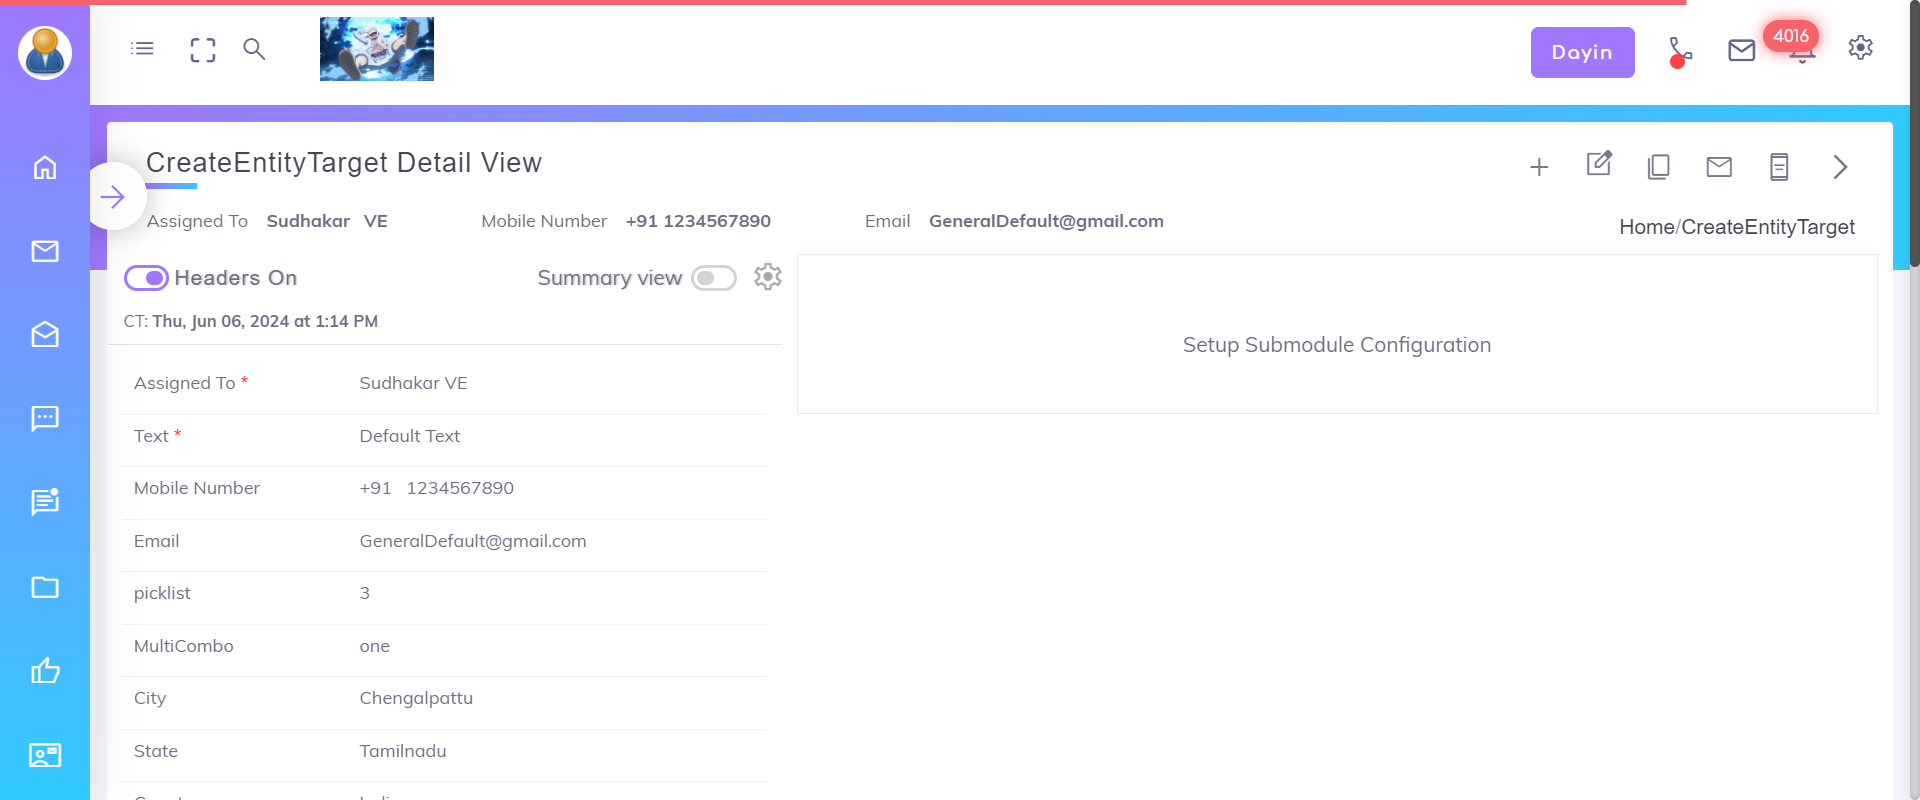 Dayin
4016
CreateEntityTarget Detail View
Assigned To Sudhakar VE Mobile Number +91 1234567890 Email GeneralDefault@gmail.com
Home/CreateEntityTarget
Headers On Summary view
CT: Thu, Jun 06, 2024 at 1:14 PM
Setup Submodule Configuration
Assigned To * Sudhakar VE
Text * Default Text
Mobile Number +91 1234567890
Email GeneralDefault@gmail.com
picklist 3
MultiCombo one
City Chengalpattu
State Tamilnadu